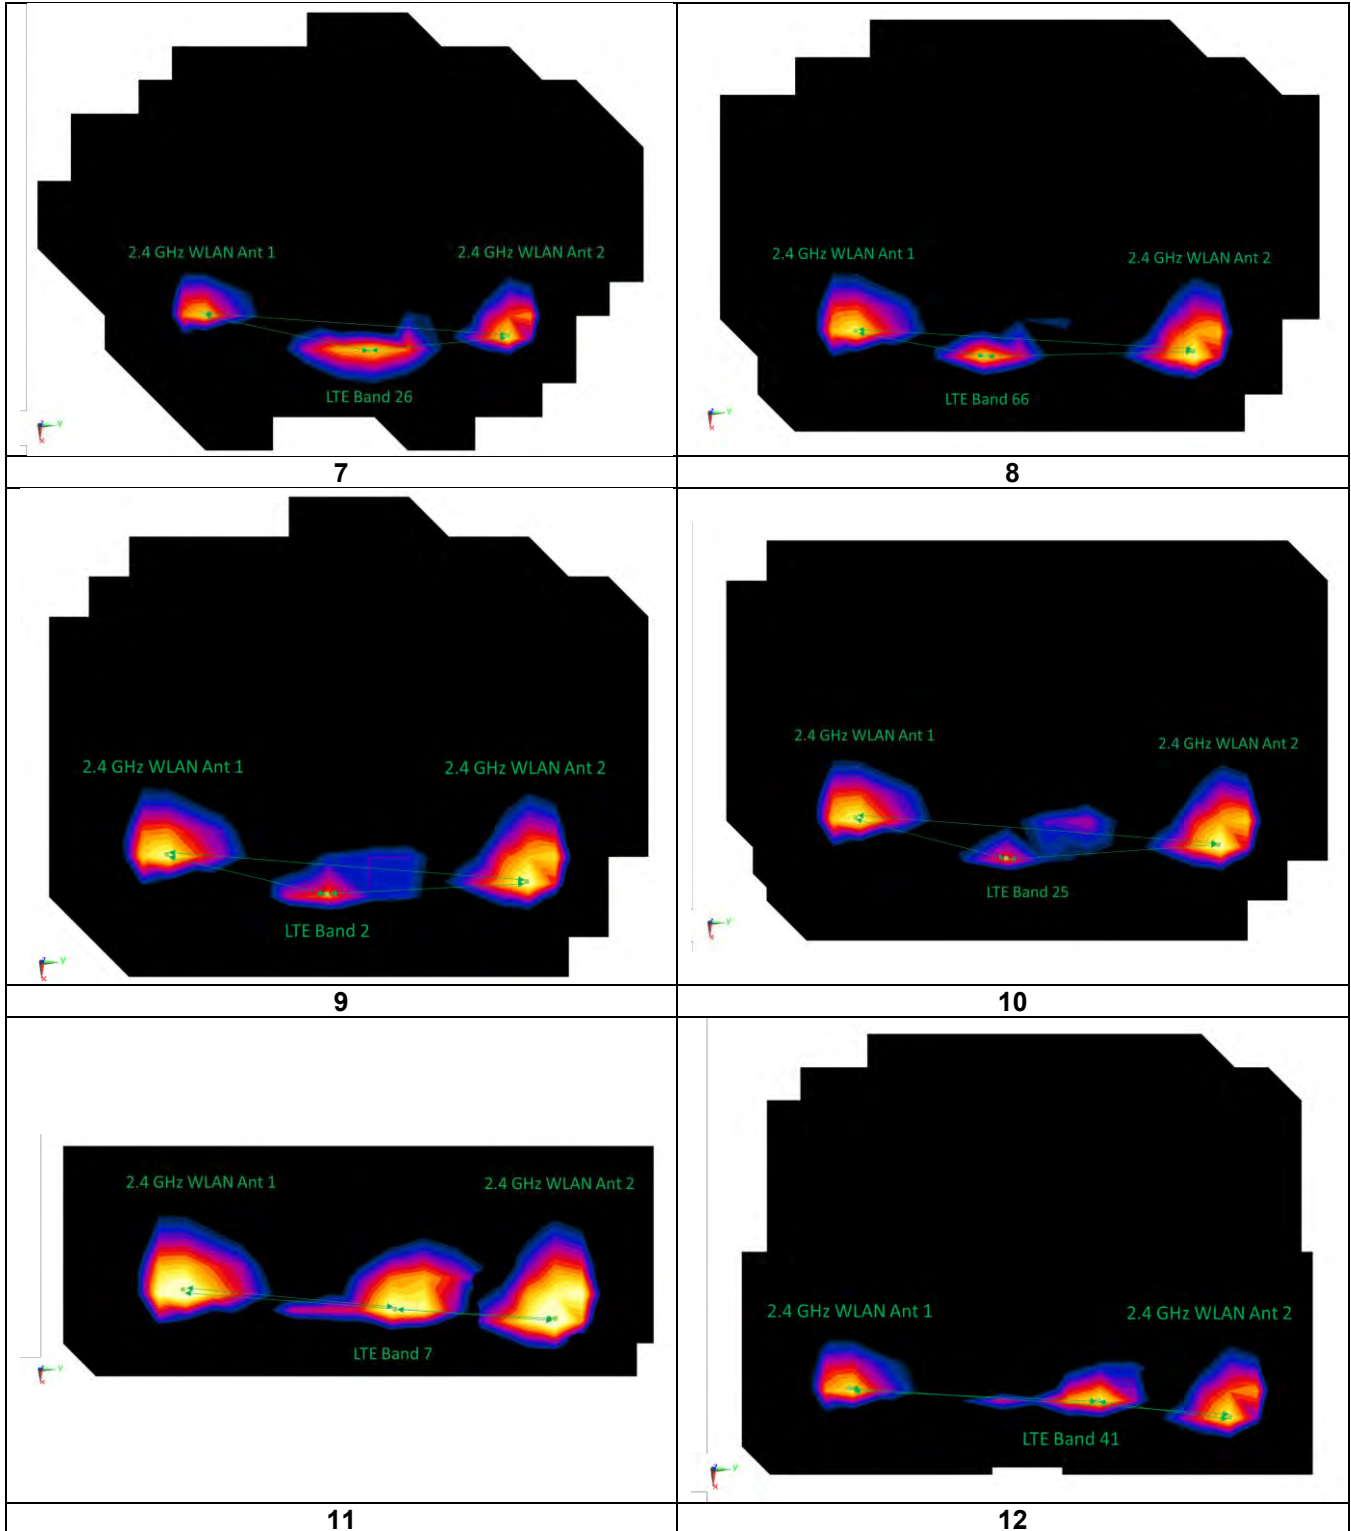 2.4 GHz WLAN Ant 1
2.4 GHz WLAN Ant 2
LTE Band 26
Y
X
7
2.4 GHz WLAN Ant 1
2.4 GHz WLAN Ant 2
LTE Band 66
Y
X
8
2.4 GHz WLAN Ant 1
2.4 GHz WLAN Ant 2
LTE Band 2
Y
X
9
2.4 GHz WLAN Ant 1
2.4 GHz WLAN Ant 2
LTE Band 25
Y
X
10
2.4 GHz WLAN Ant 1
2.4 GHz WLAN Ant 2
LTE Band 7
Y
X
11
2.4 GHz WLAN Ant 1
2.4 GHz WLAN Ant 2
LTE Band 41
Y
X
12